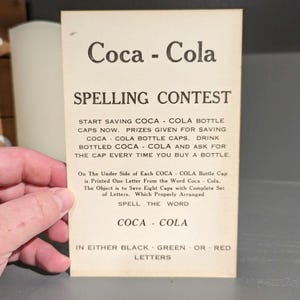 Coca - Cola
SPELLING CONTEST
START SAVING COCA - COLA BOTTLE
CAPS NOW. PRIZES GIVEN FOR SAVING
COCA - COLA BOTTLE CAPS. DRINK
BOTTLED COCA - COLA AND ASK FOR
THE CAP EVERY TIME YOU BUY A BOTTLE.
On The Under Side of Each COCA - COLA Bottle Cap
is Printed One Letter From the Word Coca - Cola.
The Object is to Save Eight Caps with Complete Set
of Letters. Which Properly Arranged
SPELL THE WORD
COCA - COLA
IN EITHER BLACK - GREEN - OR - RED
LETTERS